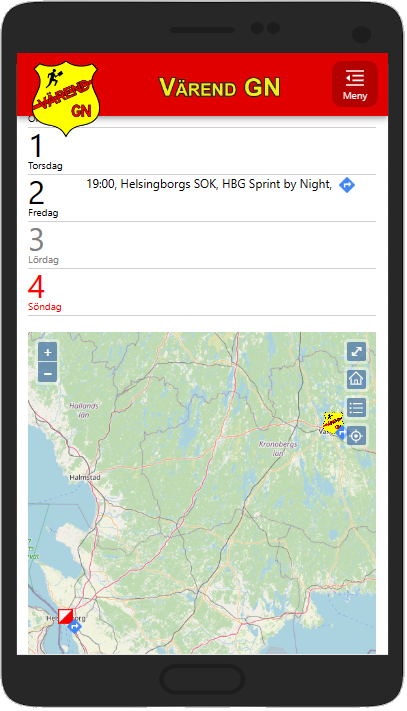 VÄREND
GN
Värend GN
Meny
1
Torsdag
2
19:00, Helsingborgs SOK, HBG Sprint by Night,
Fredag
3
Lördag
4
Söndag
+
−
Hallands
län
Kronobergs
län
Halmstad